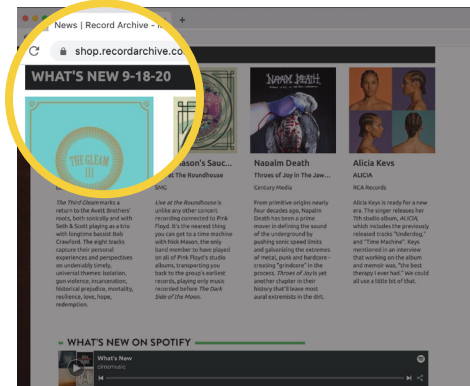 News | Record Archive -
+
shop.recordarchive.co
WHAT'S NEW 9-18-20
THE GLEAM
III
NAPALM DEATH
ason's Sauc...
Napalm Death
Alicia Keys
at The Roundhouse
Throes of Joy in The Jaw...
ALICIA
SMG
Century Media
RCA Records
The Third Gleam marks a
return to the Avett Brothers'
roots, both sonically and with
Seth & Scott playing as a trio
with longtime bassist Bob
Crawford. The eight tracks
capture their personal
experiences and perspectives
on undeniably timely,
universal themes: isolation,
gun violence, incarceration,
historical prejudice, mortality,
resilience, love, hope,
redemption.
Live at the Roundhouse is
unlike any other concert
recording connected to Pink
Floyd. It's the nearest thing
you can get to a time machine
with Nick Mason, the only
band member to have played
on all of Pink Floyd's studio
albums, transporting you
back to the group's earliest
records, playing only music
recorded before The Dark
Side of the Moon.
From primitive origins nearly
four decades ago, Napalm
Death has been a prime
mover in defining the sound
of the underground by
pushing sonic speed limits
and galvanising the extremes
of metal, punk and hardcore -
creating "grindcore" in the
process. Throes of Joy is yet
another chapter in their
history that'll leave most
aural extremists in the dirt.
Alicia Keys is ready for a new
era. The singer releases her
7th studio album, ALICIA,
which includes the previously
released tracks "Underdog,"
and "Time Machine". Keys
mentioned in an interview
that working on the album
and memoir was, "the best
therapy I ever had." We could
all use a little bit of that.
WHAT'S NEW ON SPOTIFY
What's New
cimomusic